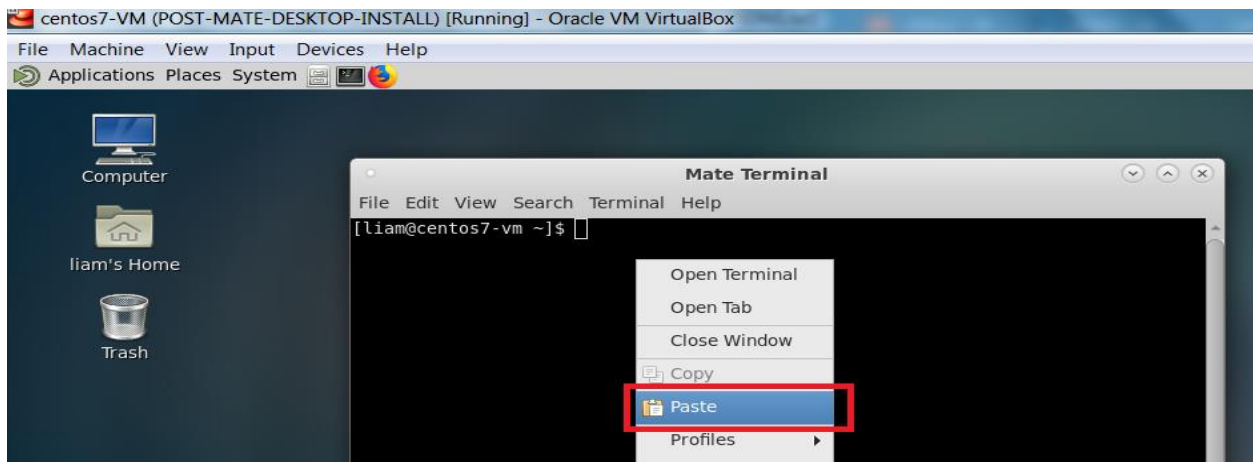 centos7-VM (POST-MATE-DESKTOP-INSTALL) [Running] - Oracle VM VirtualBox
File Machine View Input Devices Help
Applications Places System
Computer
liam's Home
Trash
Mate Terminal
File Edit View Search Terminal Help
[liam@centos7-vm ~]$
Open Terminal
Open Tab
Close Window
Copy
Paste
Profiles